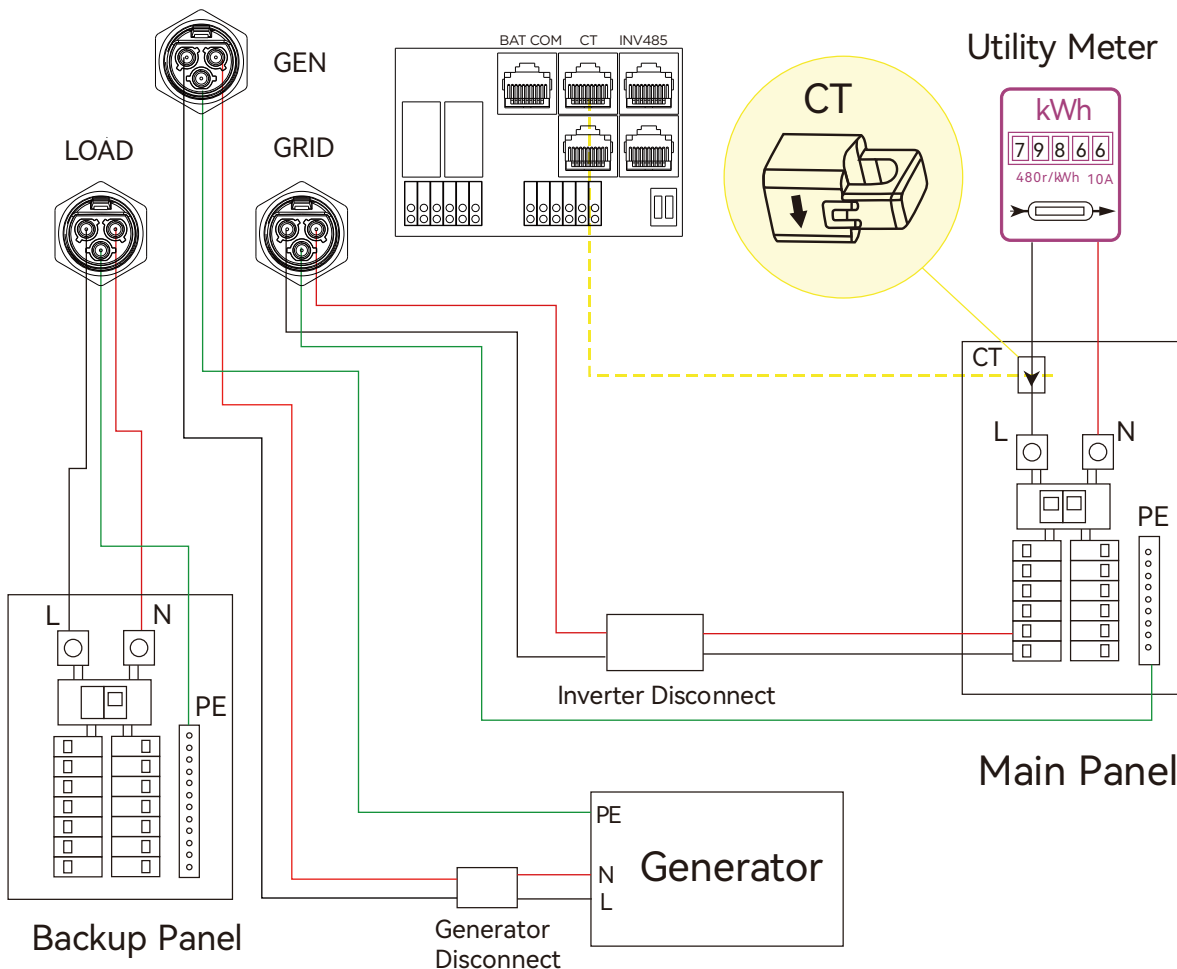 GEN
BAT COM
CT
INV485
Utility Meter
CT
kWh
79866
480r/kWh 10A
LOAD
GRID
CT
L
N
PE
L
N
PE
Inverter Disconnect
Main Panel
PE
Generator
N
L
Generator
Disconnect
Backup Panel